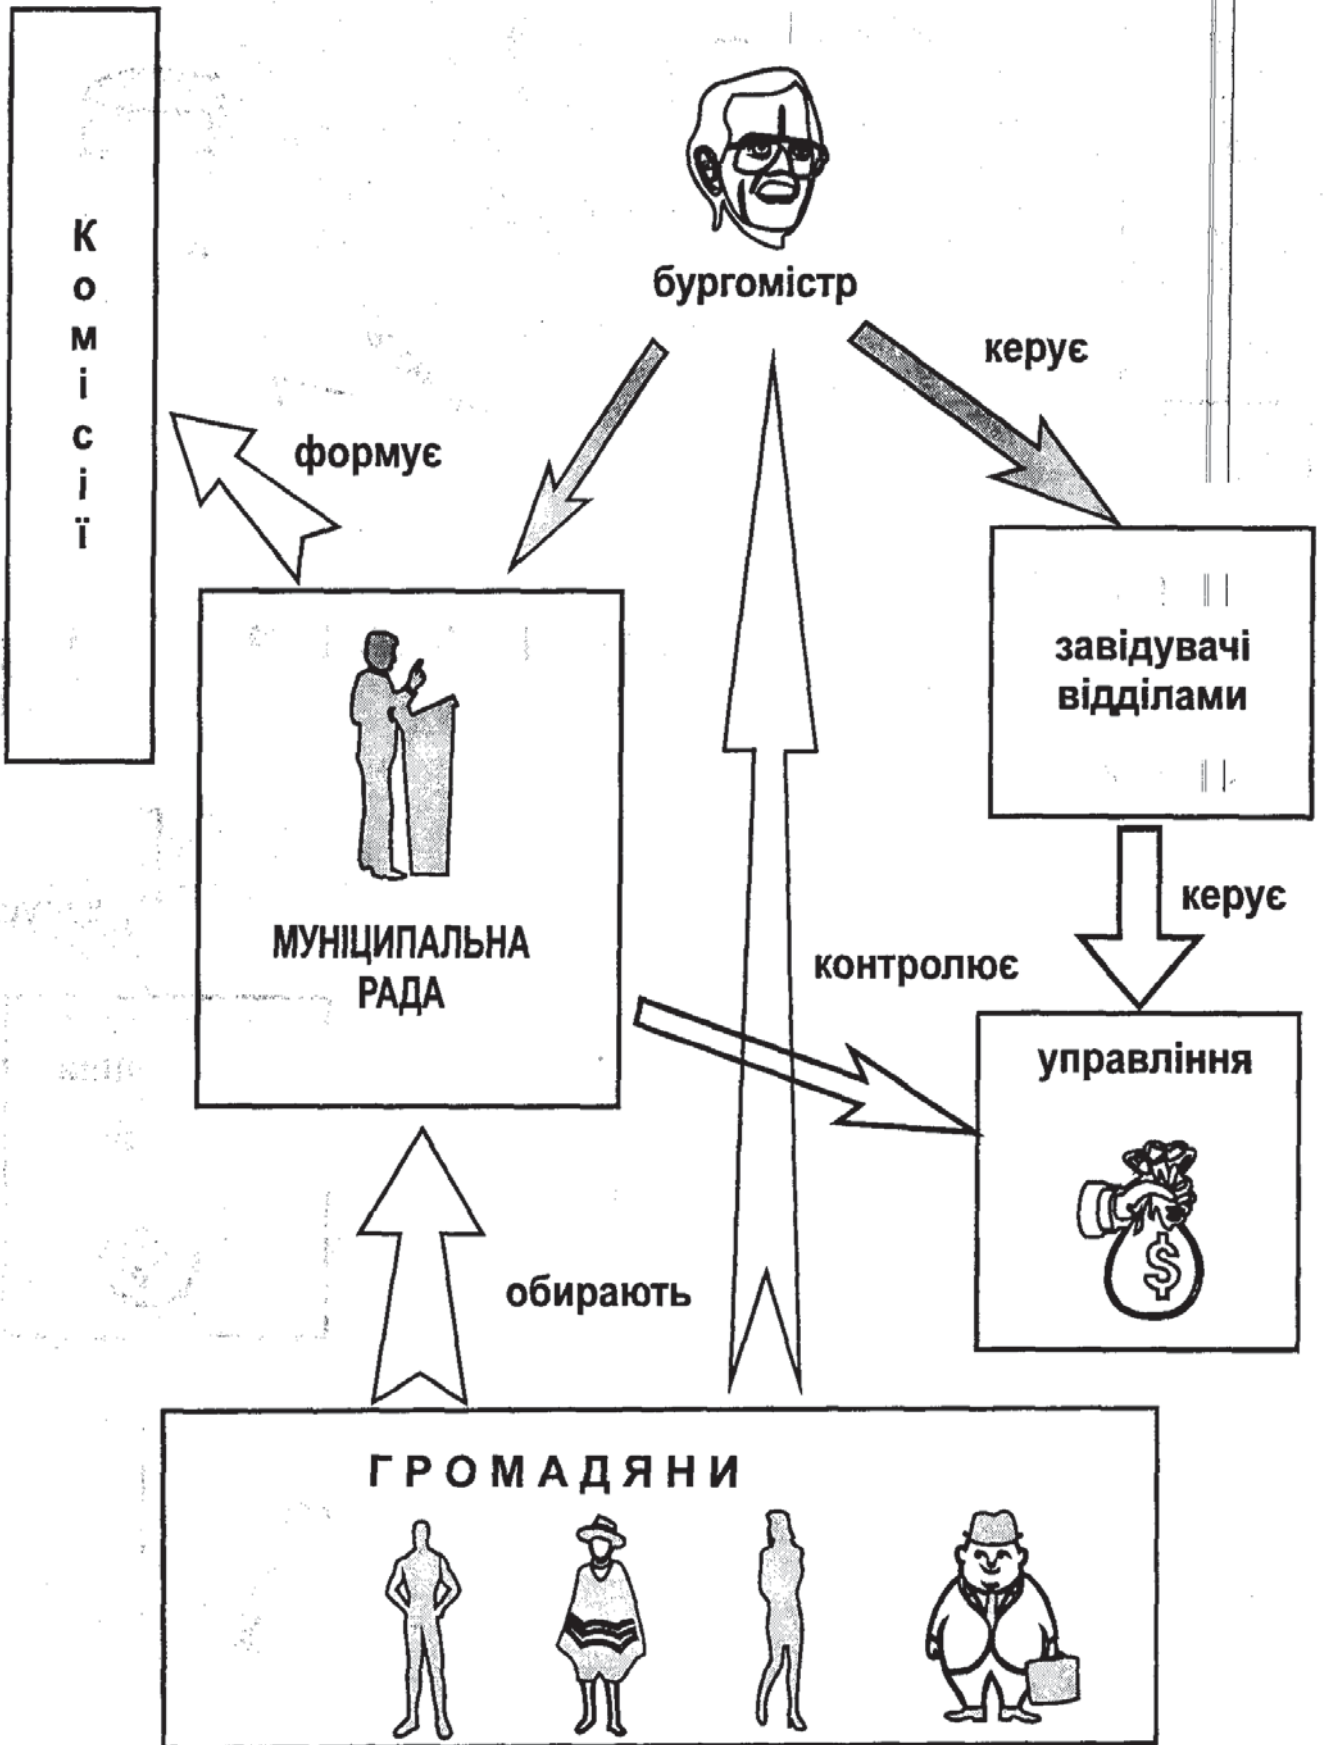 Комісії
бургомістр
керує
формує
завідувачі
відділами
МУНІЦИПАЛЬНА
РАДА
керує
контролює
управління
$
обирають
ГРОМАДЯНИ